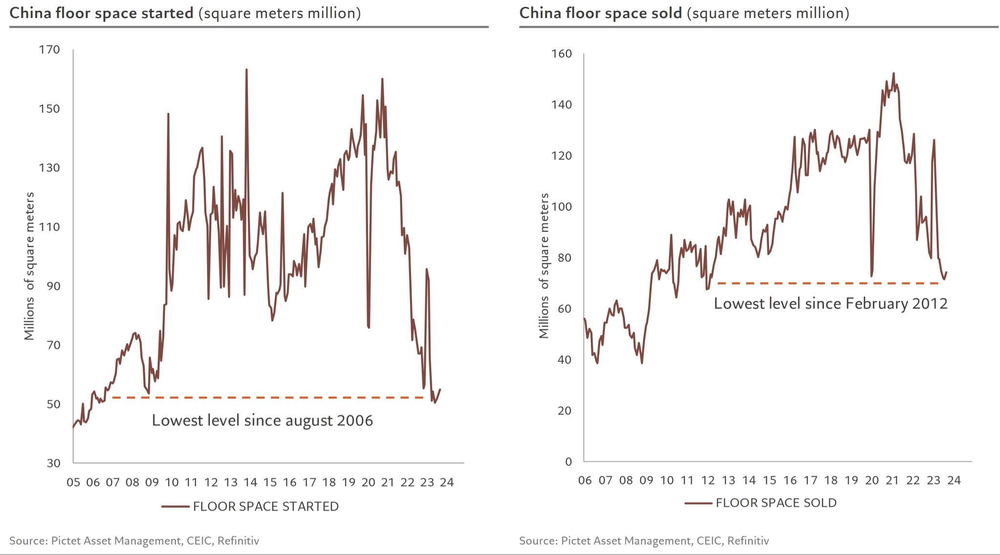 China floor space started (square meters million)
170
150
130
110
90
70
50
30
Millions of square meters
Lowest level since august 2006
05 06 07 08 09 10 11 12 13 14 15 16 17 18 19 20 21 22 23 24
FLOOR SPACE STARTED
Source: Pictet Asset Management, CEIC, Refinitiv
China floor space sold (square meters million)
160
140
120
100
80
60
40
20
0
Millions of square meters
Lowest level since February 2012
06 07 08 09 10 11 12 13 14 15 16 17 18 19 20 21 22 23 24
FLOOR SPACE SOLD
Source: Pictet Asset Management, CEIC, Refinitiv